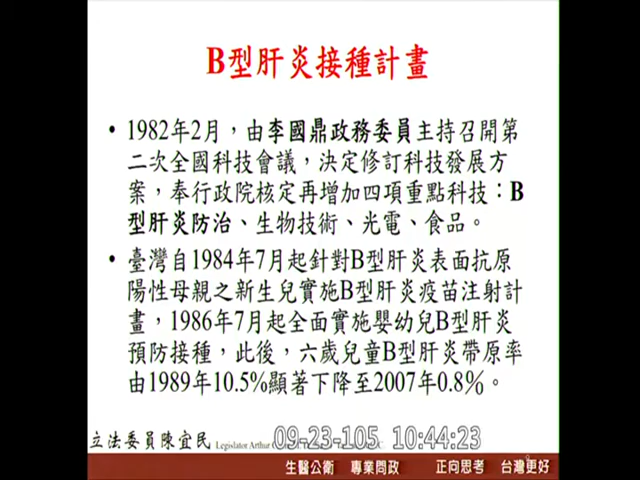 B型肝炎接種計畫
• 1982年2月，由李國鼎政務委員主持召開第
二次全國科技會議，決定修訂科技發展方
案，奉行政院核定再增加四項重點科技：B
型肝炎防治、生物技術、光電、食品。
• 臺灣自1984年7月起針對B型肝炎表面抗原
陽性母親之新生兒實施B型肝炎疫苗注射計
畫，1986年7月起全面實施嬰幼兒B型肝炎
預防接種，此後，六歲兒童B型肝炎帶原率
由1989年10.5%顯著下降至2007年0.8%。
立法委員陳宜民 Legislator Arthur
09-23-105 10:44:23
生醫公衛 專業問政 正向思考 台灣更好